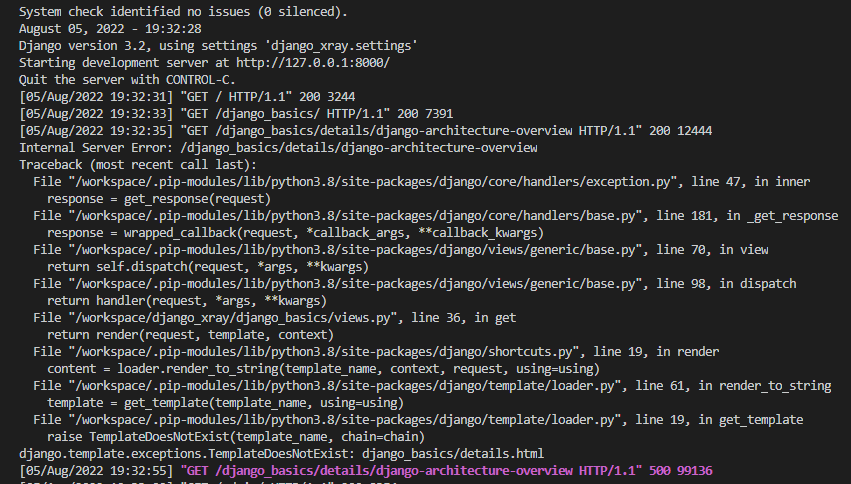 System check identified no issues (0 silenced).
August 05, 2022 - 19:32:28
Django version 3.2, using settings 'django_xray.settings'
Starting development server at http://127.0.0.1:8000/
Quit the server with CONTROL-C.
[05/Aug/2022 19:32:31] "GET / HTTP/1.1" 200 3244
[05/Aug/2022 19:32:33] "GET /django_basics/ HTTP/1.1" 200 7391
[05/Aug/2022 19:32:35] "GET /django_basics/details/django-architecture-overview HTTP/1.1" 200 12444
Internal Server Error: /django_basics/details/django-architecture-overview
Traceback (most recent call last):
  File "/workspace/.pip-modules/lib/python3.8/site-packages/django/core/handlers/exception.py", line 47, in inner
    response = get_response(request)
  File "/workspace/.pip-modules/lib/python3.8/site-packages/django/core/handlers/base.py", line 181, in _get_response
    response = wrapped_callback(request, *callback_args, **callback_kwargs)
  File "/workspace/.pip-modules/lib/python3.8/site-packages/django/views/generic/base.py", line 70, in view
    return self.dispatch(request, *args, **kwargs)
  File "/workspace/.pip-modules/lib/python3.8/site-packages/django/views/generic/base.py", line 98, in dispatch
    return handler(request, *args, **kwargs)
  File "/workspace/django_xray/django_basics/views.py", line 36, in get
    return render(request, template, context)
  File "/workspace/.pip-modules/lib/python3.8/site-packages/django/shortcuts.py", line 19, in render
    content = loader.render_to_string(template_name, context, request, using=using)
  File "/workspace/.pip-modules/lib/python3.8/site-packages/django/template/loader.py", line 61, in render_to_string
    template = get_template(template_name, using=using)
  File "/workspace/.pip-modules/lib/python3.8/site-packages/django/template/loader.py", line 19, in get_template
    raise TemplateDoesNotExist(template_name, chain=chain)
django.template.exceptions.TemplateDoesNotExist: django_basics/details.html
[05/Aug/2022 19:32:55] "GET /django_basics/details/django-architecture-overview HTTP/1.1" 500 99136